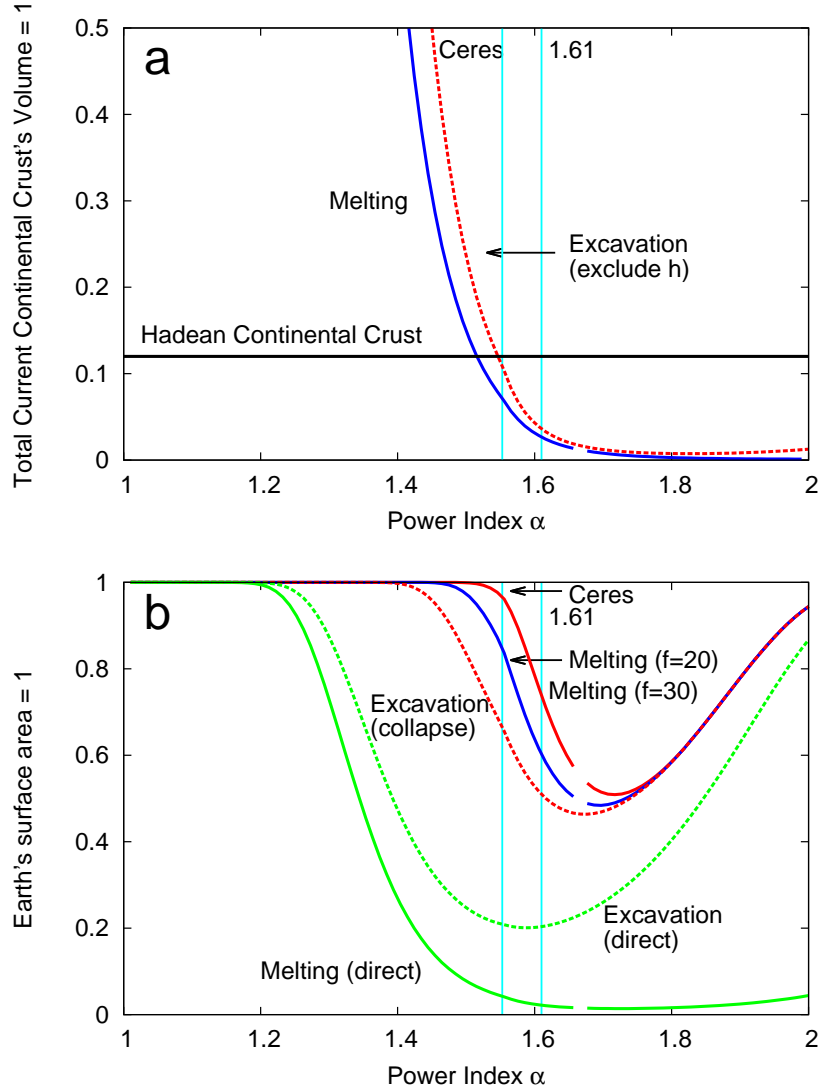 Total Current Continental Crust's Volume = 1
a
0.5
0.4
0.3
0.2
0.1
0
Ceres
1.61
Melting
Excavation
(exclude h)
Hadean Continental Crust
1
1.2
1.4
1.6
1.8
2
Power Index α
Earth's surface area = 1
b
1
0.8
0.6
0.4
0.2
0
Ceres
1.61
Melting (f=20)
Melting (f=30)
Excavation
(collapse)
Excavation
(direct)
Melting (direct)
1
1.2
1.4
1.6
1.8
2
Power Index α